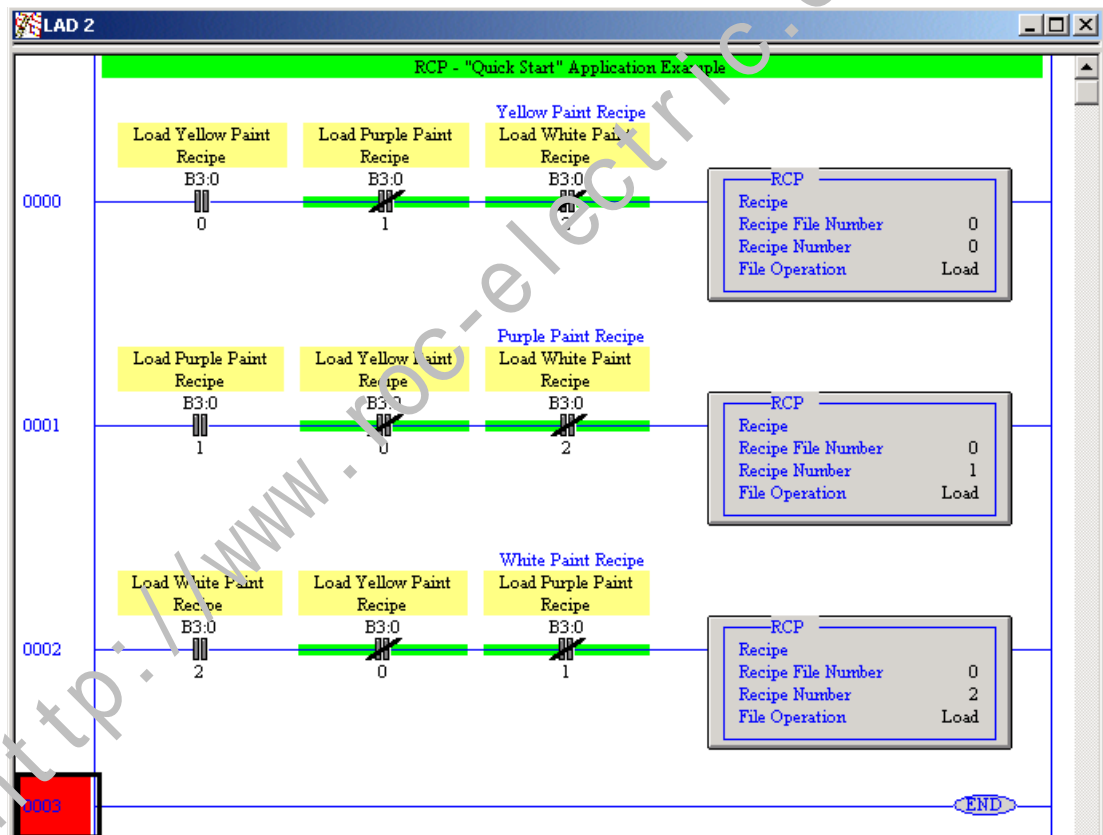 LAD 2
RCP - "Quick Start" Application Example
Yellow Paint Recipe
Load Yellow Paint Recipe
B3:0
0
Load Purple Paint Recipe
B3:0
1
Load White Paint Recipe
B3:0
0000
RCP
Recipe
Recipe File Number 0
Recipe Number 0
File Operation Load
Purple Paint Recipe
Load Purple Paint Recipe
B3:0
1
Load Yellow Paint Recipe
B3:0
0
Load White Paint Recipe
B3:0
2
0001
RCP
Recipe
Recipe File Number 0
Recipe Number 1
File Operation Load
White Paint Recipe
Load White Paint Recipe
B3:0
2
Load Yellow Paint Recipe
B3:0
0
Load Purple Paint Recipe
B3:0
1
0002
RCP
Recipe
Recipe File Number 0
Recipe Number 2
File Operation Load
0003
END
http://www.roc-electric.